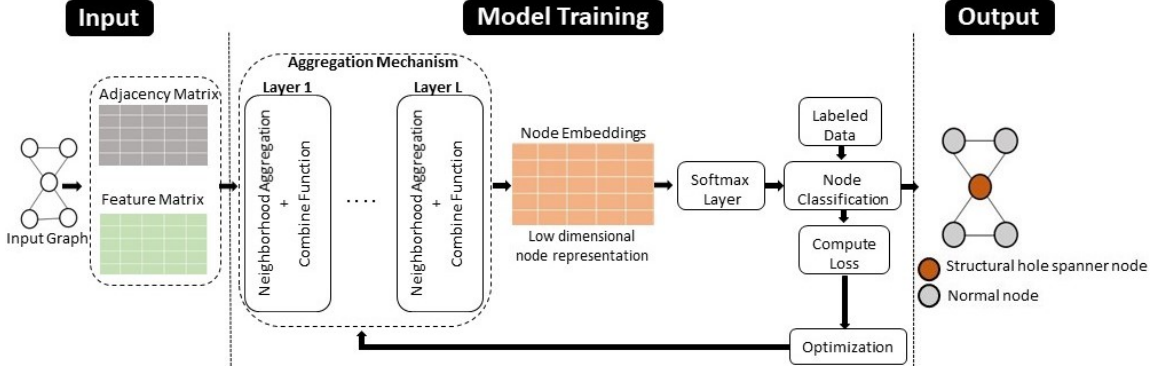 Input
Model Training
Output
Adjacency Matrix
Feature Matrix
Input Graph
Aggregation Mechanism
Layer 1
Neighborhood Aggregation
+
Combine Function
. . . .
Layer L
Neighborhood Aggregation
+
Combine Function
Node Embeddings
Low dimensional
node representation
Softmax
Layer
Labeled
Data
Node
Classification
Compute
Loss
Optimization
Structural hole spanner node
Normal node